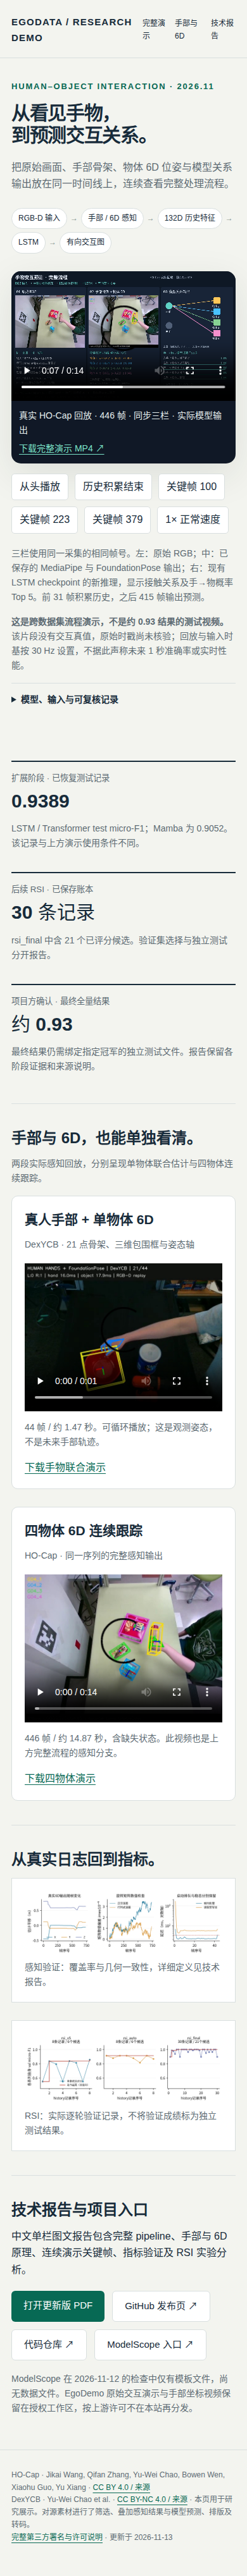 EGODATA / RESEARCH DEMO
完整演示
手部与 6D
技术报告
HUMAN–OBJECT INTERACTION · 2026.11
从看见手物，
到预测交互关系。
把原始画面、手部骨架、物体 6D 位姿与模型关系
输出放在同一时间线上，连续查看完整处理流程。
RGB-D 输入 → 手部 / 6D 感知 → 132D 历史特征 →
LSTM → 有向交互图
0:07 / 0:14
真实 HO-Cap 回放 · 446 帧 · 同步三栏 · 实际模型输
出
下载完整演示 MP4 ↗
从头播放
历史积累结束
关键帧 100
关键帧 223
关键帧 379
1× 正常速度
三栏使用同一采集的相同帧号。左：原始 RGB；中：已
保存的 MediaPipe 与 FoundationPose 输出；右：现有
LSTM checkpoint 的新推理，显示接触关系及手→物概率
Top 5。前 31 帧积累历史，之后 415 帧输出预测。
这是跨数据集流程演示，不是约 0.93 结果的测试视频。
该片段没有交互真值，原始时戳尚未核验；回放与输入时
基按 30 Hz 设置，不据此声称未来 1 秒准确率或实时性
能。
▶ 模型、输入与可复核记录
扩展阶段 · 已恢复测试记录
0.9389
LSTM / Transformer test micro-F1；Mamba 为 0.9052。
该记录与上方演示使用条件不同。
后续 RSI · 已保存账本
30 条记录
rsi_final 中含 21 个已评分候选。验证集选择与独立测试
分开报告。
项目方确认 · 最终全量结果
约 0.93
最终结果仍需绑定指定冠军的独立测试文件。报告保留各
阶段证据和来源说明。
手部与 6D，也能单独看清。
两段实际感知回放，分别呈现单物体联合估计与四物体连
续跟踪。
真人手部 + 单物体 6D
DexYCB · 21 点骨架、三维包围框与姿态轴
HUMAN HANDS + FoundationPose | DexYCB | 21/44
0:00 / 0:01
44 帧 / 约 1.47 秒。可循环播放；这是观测姿态，
不是未来手部轨迹。
下载手物联合演示
四物体 6D 连续跟踪
HO-Cap · 同一序列的完整感知输出
0:00 / 0:14
446 帧 / 约 14.87 秒，含缺失状态。此视频也是上
方完整流程的感知分支。
下载四物体演示
从真实日志回到指标。
感知验证：覆盖率与几何一致性，详细定义见技术
报告。
RSI：实际逐轮验证记录，不将验证成绩标为独立
测试结果。
技术报告与项目入口
中文单栏图文报告包含完整 pipeline、手部与 6D
原理、连续演示关键帧、指标验证及 RSI 实验分
析。
打开更新版 PDF
GitHub 发布页 ↗
代码仓库 ↗
ModelScope 入口 ↗
ModelScope 在 2026-11-12 的检查中仅有模板文件，尚
无数据文件。EgoDemo 原始交互演示与手部坐标视频保
留在授权工作区，按上游许可不在本站再分发。
HO-Cap · Jikai Wang, Qifan Zhang, Yu-Wei Chao, Bowen Wen,
Xiaohu Guo, Yu Xiang · CC BY 4.0 / 来源
DexYCB · Yu-Wei Chao et al. · CC BY-NC 4.0 / 来源 · 本页用于研
究展示。对源素材进行了筛选、叠加感知结果与模型预测、排版及
转码。
完整第三方署名与许可说明 · 更新于 2026-11-13